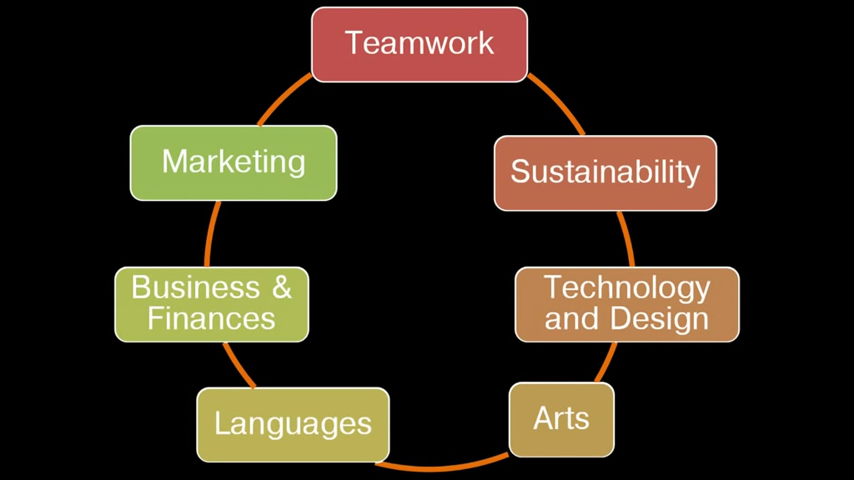 Teamwork
Marketing
Sustainability
Business &
Finances
Technology
and Design
Languages
Arts